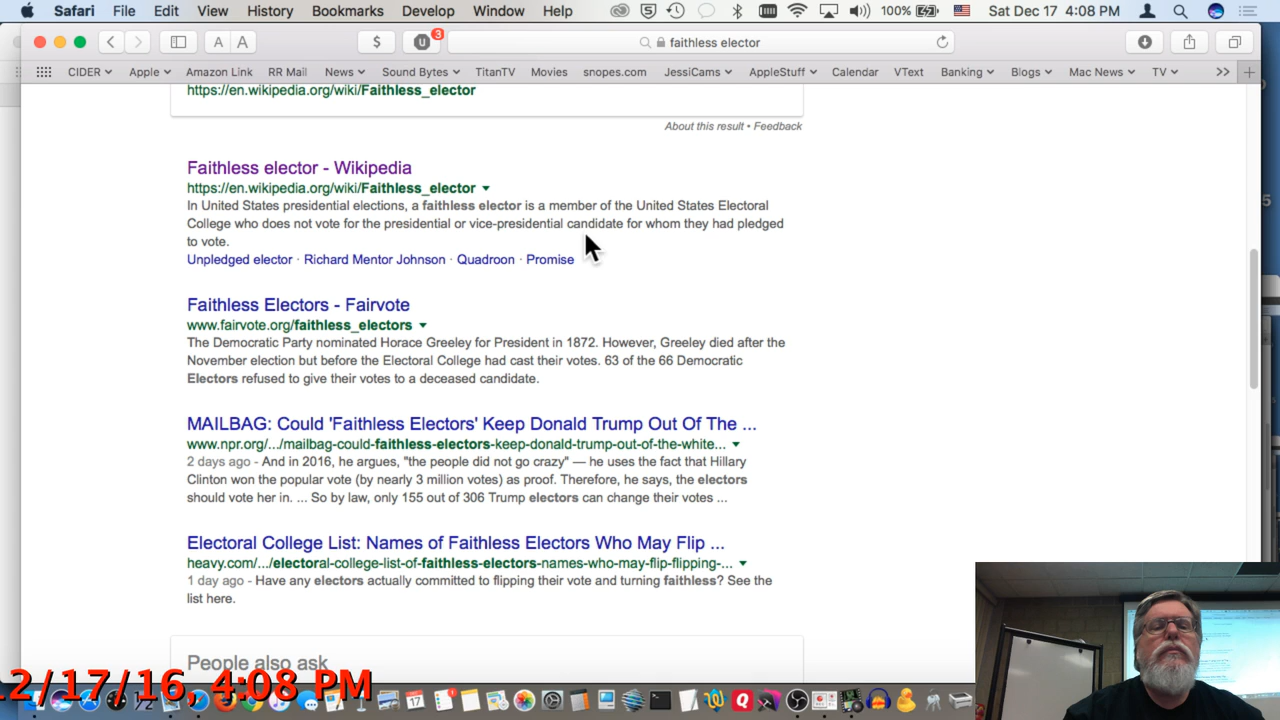 Safari File Edit View History Bookmarks Develop Window Help 5 100% Sat Dec 17 4:08 PM
A A $ 3 faithless elector
CIDER Apple Amazon Link RR Mail News Sound Bytes TitanTV Movies snopes.com JessiCams AppleStuff Calendar VText Banking Blogs Mac News TV >> +
https://en.wikipedia.org/wiki/Faithless_elector
About this result • Feedback
Faithless elector - Wikipedia
https://en.wikipedia.org/wiki/Faithless_elector
In United States presidential elections, a faithless elector is a member of the United States Electoral
College who does not vote for the presidential or vice-presidential candidate for whom they had pledged
to vote.
Unpledged elector · Richard Mentor Johnson · Quadroon · Promise
Faithless Electors - Fairvote
www.fairvote.org/faithless_electors
The Democratic Party nominated Horace Greeley for President in 1872. However, Greeley died after the
November election but before the Electoral College had cast their votes. 63 of the 66 Democratic
Electors refused to give their votes to a deceased candidate.
MAILBAG: Could 'Faithless Electors' Keep Donald Trump Out Of The ...
www.npr.org/.../mailbag-could-faithless-electors-keep-donald-trump-out-of-the-white...
2 days ago - And in 2016, he argues, "the people did not go crazy" — he uses the fact that Hillary
Clinton won the popular vote (by nearly 3 million votes) as proof. Therefore, he says, the electors
should vote her in. ... So by law, only 155 out of 306 Trump electors can change their votes ...
Electoral College List: Names of Faithless Electors Who May Flip ...
heavy.com/.../electoral-college-list-of-faithless-electors-names-who-may-flip-flipping-...
1 day ago - Have any electors actually committed to flipping their vote and turning faithless? See the
list here.
People also ask
2/17/16, 4:08 PM